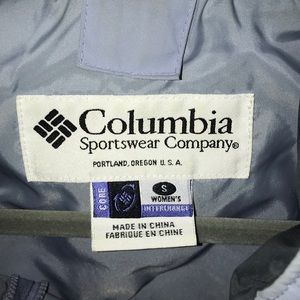 Columbia
Sportswear Company®
PORTLAND, OREGON U.S.A.
CORE
S
WOMEN'S
INTERCHANGE
MADE IN CHINA
FABRIQUE EN CHINE